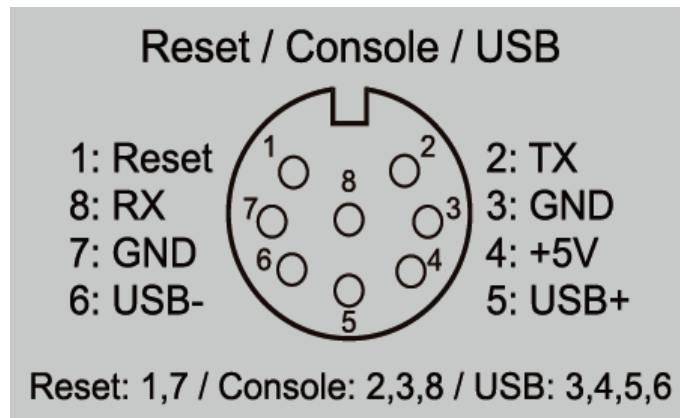 Reset / Console / USB
1: Reset
8: RX
7: GND
6: USB-
1
2
8
7
3
6
4
5
2: TX
3: GND
4: +5V
5: USB+
Reset: 1,7 / Console: 2,3,8 / USB: 3,4,5,6